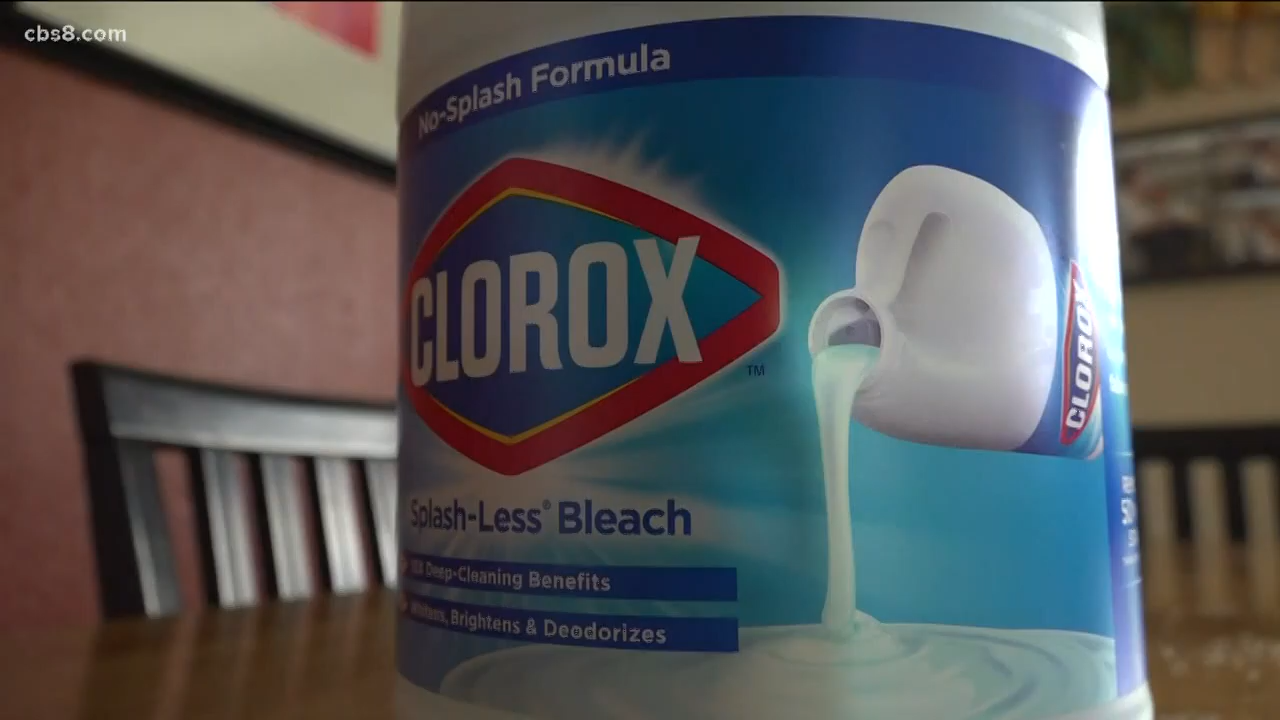 cbs8.com
No-Splash Formula
CLOROX
TM
CLOROX
Splash-Less® Bleach
Deep-Cleaning Benefits
Whitens, Brightens & Deodorizes